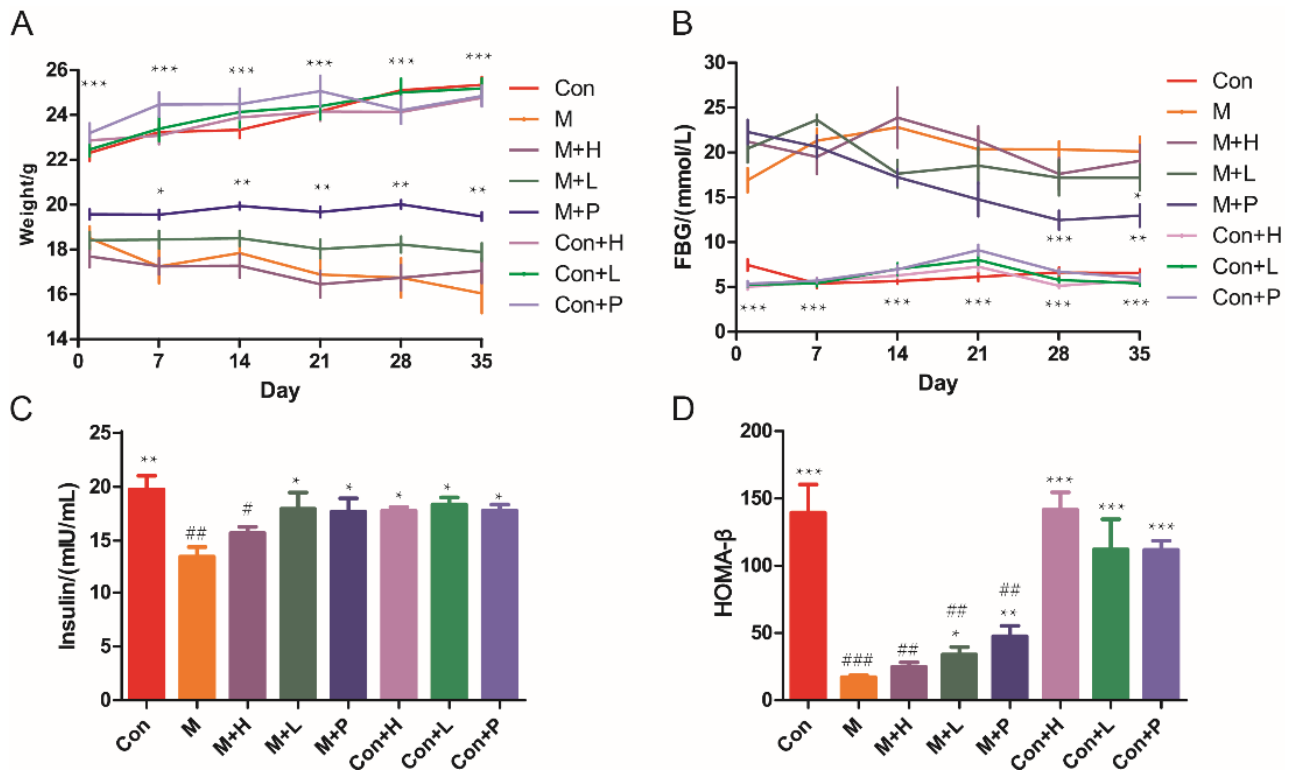 A
Weight/g
26
24
22
20
18
16
14
*** *** *** *** *** ***
* ** ** ** **
0 7 14 21 28 35
Day
Con
M
M+H
M+L
M+P
Con+H
Con+L
Con+P
B
FBG/(mmol/L)
30
25
20
15
10
5
0
*
*** **
*** *** *** *** *** ***
0 7 14 21 28 35
Day
Con
M
M+H
M+L
M+P
Con+H
Con+L
Con+P
C
Insulin/(mIU/mL)
25
20
15
10
5
0
** ## # * * * * *
Con M M+H M+L M+P Con+H Con+L Con+P
D
HOMA-β
200
150
100
50
0
*** ### ## ## ## *** *** ***
* **
Con M M+H M+L M+P Con+H Con+L Con+P